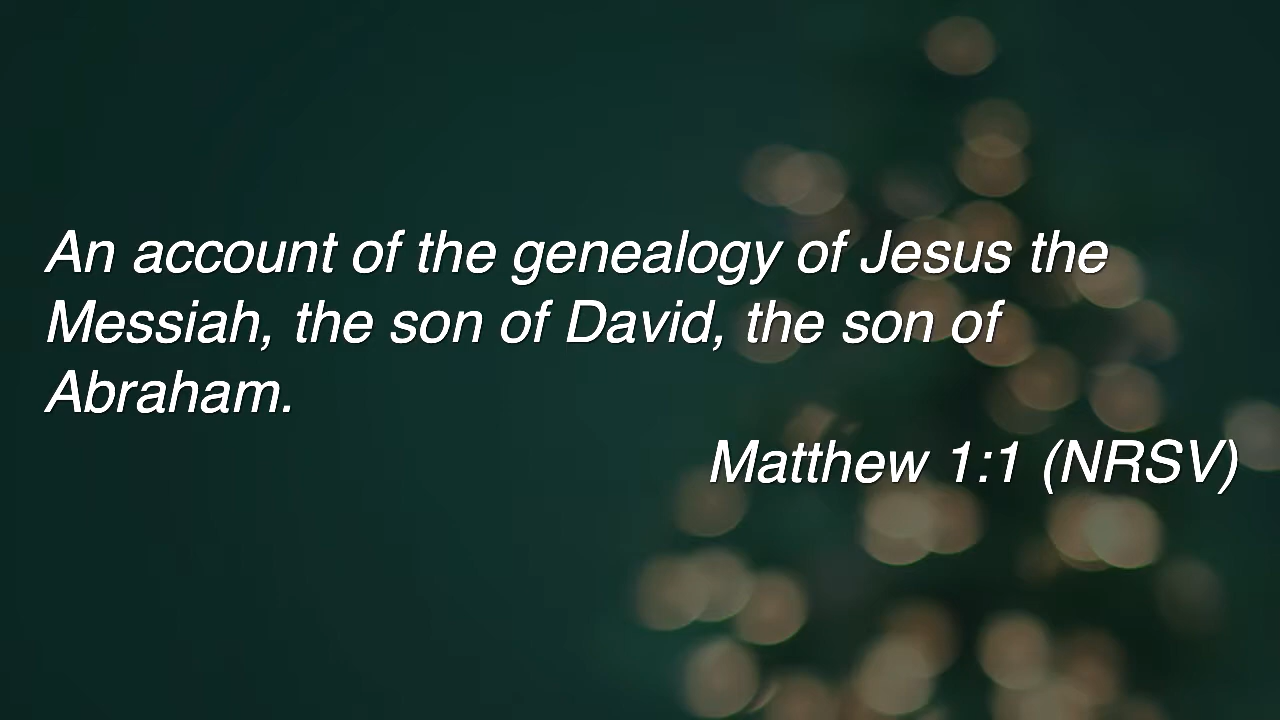 An account of the genealogy of Jesus the
Messiah, the son of David, the son of
Abraham.
Matthew 1:1 (NRSV)